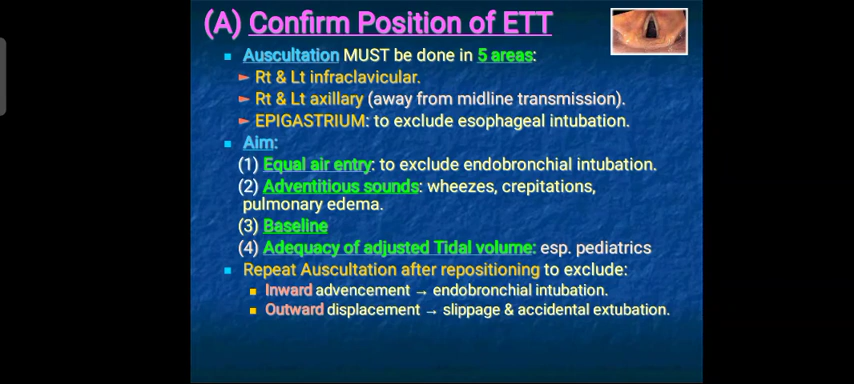 (A) Confirm Position of ETT
Auscultation MUST be done in 5 areas:
Rt & Lt infraclavicular.
Rt & Lt axillary (away from midline transmission).
EPIGASTRIUM: to exclude esophageal intubation.
Aim:
(1) Equal air entry: to exclude endobronchial intubation.
(2) Adventitious sounds: wheezes, crepitations,
pulmonary edema.
(3) Baseline
(4) Adequacy of adjusted Tidal volume: esp. pediatrics
Repeat Auscultation after repositioning to exclude:
Inward advencement → endobronchial intubation.
Outward displacement → slippage & accidental extubation.